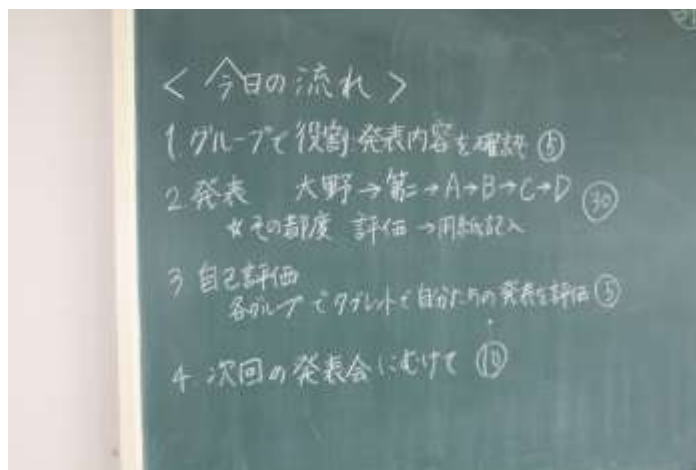 <今日の流れ>
1 グループで役割・発表内容を確認 ⑤
2 発表 大野→第二→A→B→C→D ㉚
※その都度 評価→用紙記入
3 自己評価
各グループでタブレットで自分たちの発表を評価 ⑤
4 次回の発表会にむけて ⑩